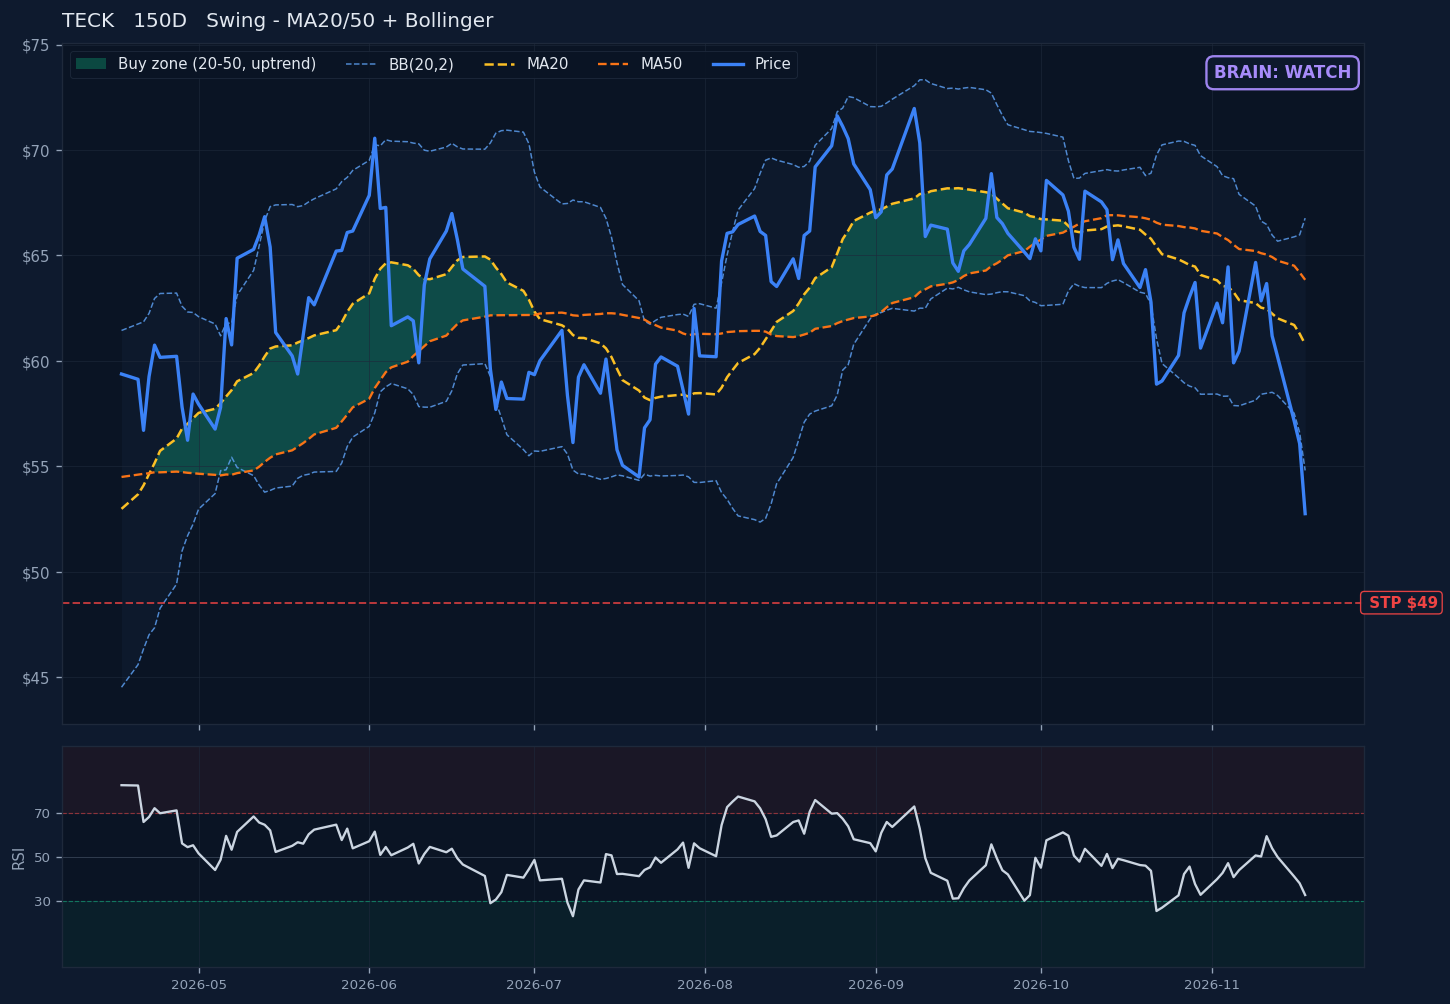 TECK   150D   Swing - MA20/50 + Bollinger
$75
Buy zone (20-50, uptrend)   BB(20,2)   MA20   MA50   Price
BRAIN: WATCH
$70
$65
$60
$55
$50
STP $49
$45
70
50
30
RSI
2026-05   2026-06   2026-07   2026-08   2026-09   2026-10   2026-11